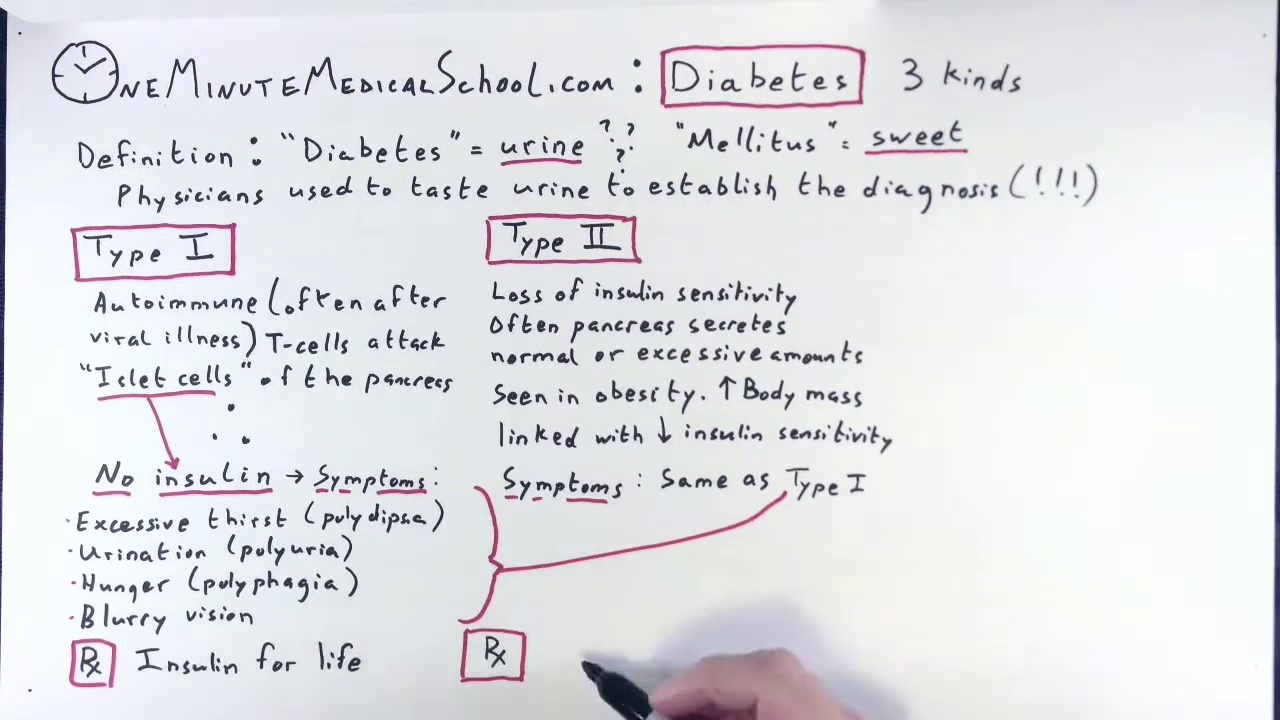 OneMinuteMedicalSchool.com : Diabetes 3 kinds
Definition : "Diabetes" = urine ??? "Mellitus" = sweet
Physicians used to taste urine to establish the diagnosis (!!!)
Type I
Autoimmune (often after
viral illness) T-cells attack
"Islet cells" of the pancreas
No insulin → Symptoms:
· Excessive thirst (polydipsia)
· Urination (polyuria)
· Hunger (polyphagia)
· Blurry vision
Rx Insulin for life
Type II
Loss of insulin sensitivity
Often pancreas secretes
normal or excessive amounts
Seen in obesity. ↑ Body mass
linked with ↓ insulin sensitivity
Symptoms : Same as Type I
Rx